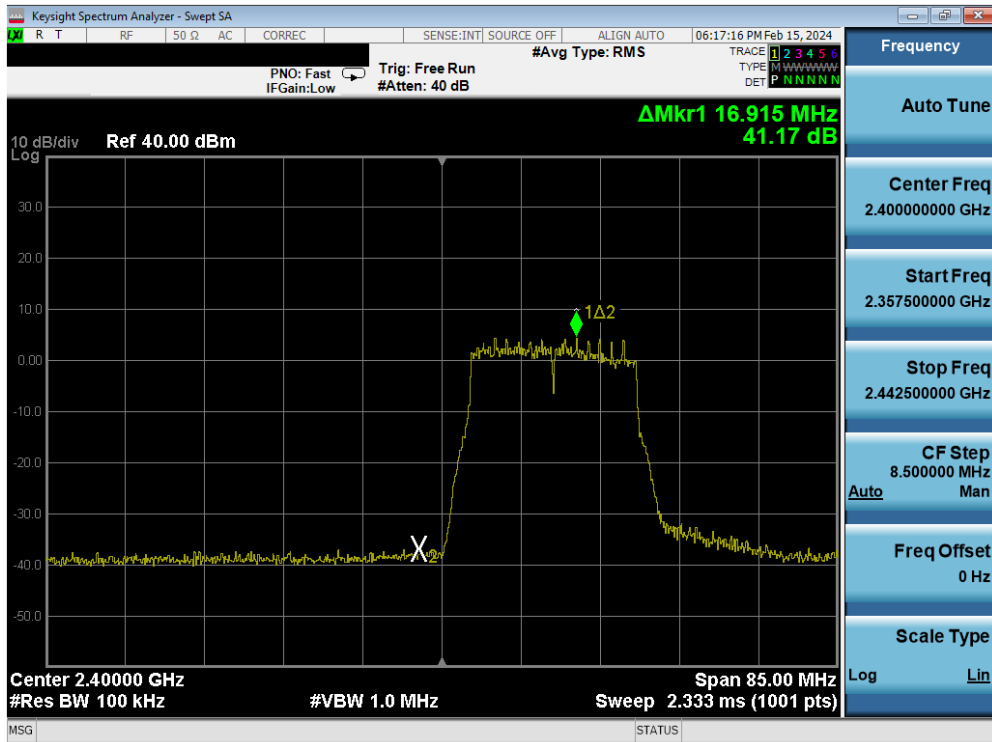 Keysight Spectrum Analyzer - Swept SA
LXI R T RF 50 Ω AC CORREC SENSE:INT SOURCE OFF ALIGN AUTO 06:17:16 PM Feb 15, 2024
Frequency
#Avg Type: RMS
TRACE 1 2 3 4 5 6
PNO: Fast Trig: Free Run
TYPE M W W W W W
IFGain:Low #Atten: 40 dB
DET P N N N N N
Auto Tune
ΔMkr1 16.915 MHz
41.17 dB
10 dB/div Ref 40.00 dBm
Log
Center Freq
2.400000000 GHz
30.0
20.0
Start Freq
2.357500000 GHz
10.0
1Δ2
0.00
Stop Freq
2.442500000 GHz
-10.0
CF Step
8.500000 MHz
Auto Man
-20.0
-30.0
Freq Offset
0 Hz
X2
-40.0
-50.0
Scale Type
Log Lin
Center 2.40000 GHz Span 85.00 MHz
#Res BW 100 kHz #VBW 1.0 MHz Sweep 2.333 ms (1001 pts)
MSG STATUS